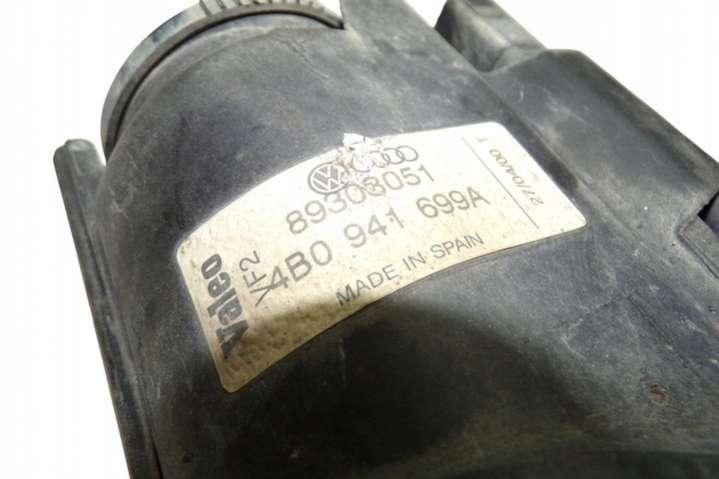 89303051
4B0 941 699A
MADE IN SPAIN
Valeo
VF2
27/04/00 1